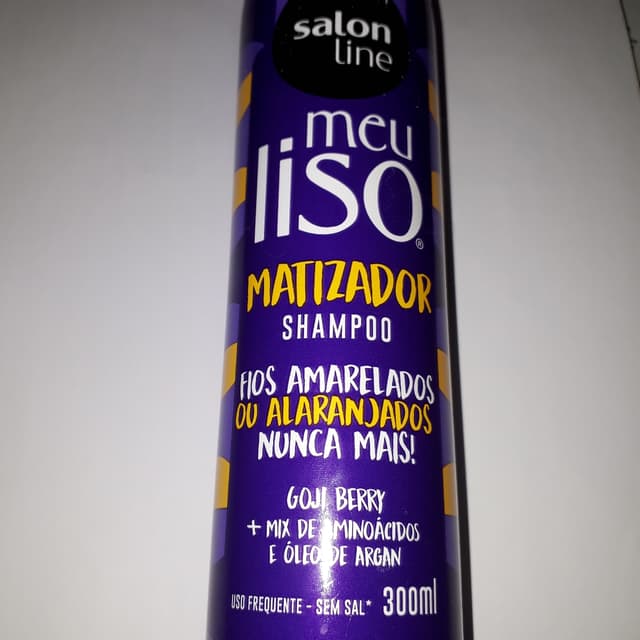 salon
line
meu
liso®
MATIZADOR
SHAMPOO
FIOS AMARELADOS
OU ALARANJADOS
NUNCA MAIS!
GOJI BERRY
+ MIX DE AMINOÁCIDOS
E ÓLEO DE ARGAN
USO FREQUENTE - SEM SAL* 300ml